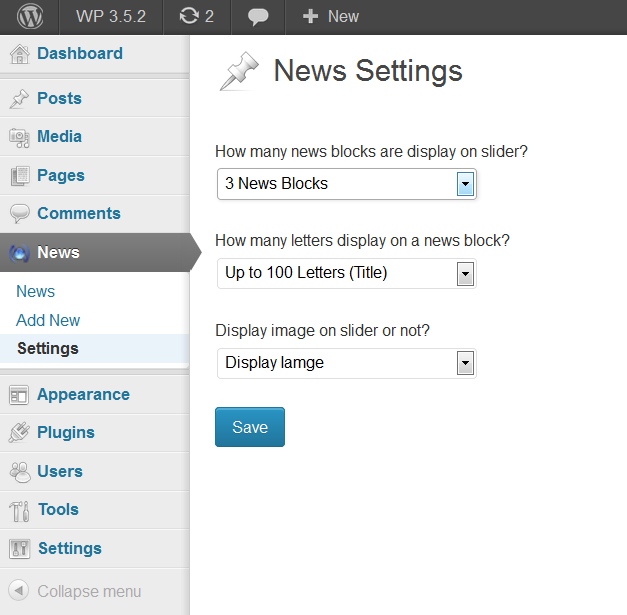 WP 3.5.2
2
New
Dashboard
Posts
Media
Pages
Comments
News
News
Add New
Settings
Appearance
Plugins
Users
Tools
Settings
Collapse menu
News Settings
How many news blocks are display on slider?
3 News Blocks
How many letters display on a news block?
Up to 100 Letters (Title)
Display image on slider or not?
Display Iamge
Save